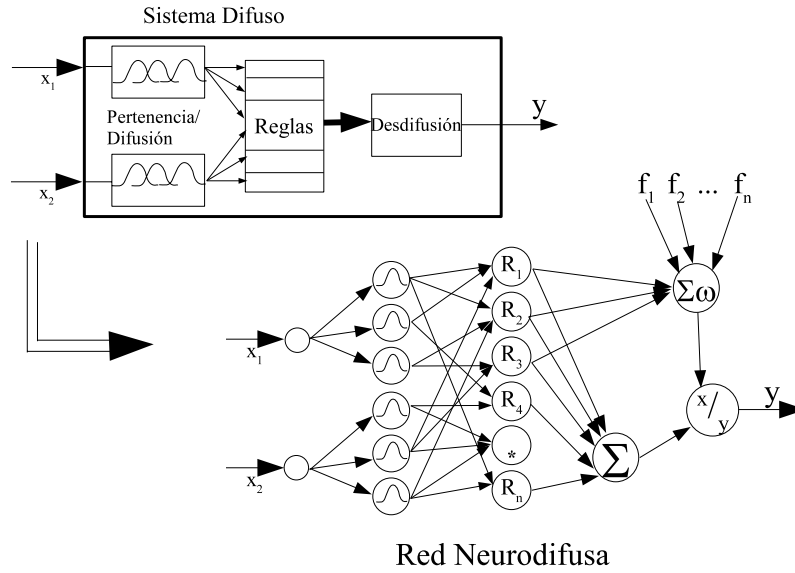 Sistema Difuso
x1
Pertenencia/
Difusión
Reglas
Desdifusión
y
x2
f1 f2 ... fn
R1
Σω
R2
x1
R3
R4
x/y
y
*
Σ
x2
Rn
Red Neurodifusa